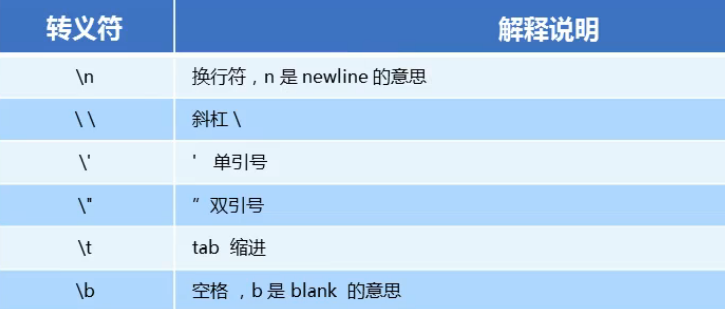 转义符 解释说明
\n 换行符，n 是 newline 的意思
\ \ 斜杠 \
\' ' 单引号
\" ” 双引号
\t tab 缩进
\b 空格 ，b 是 blank 的意思